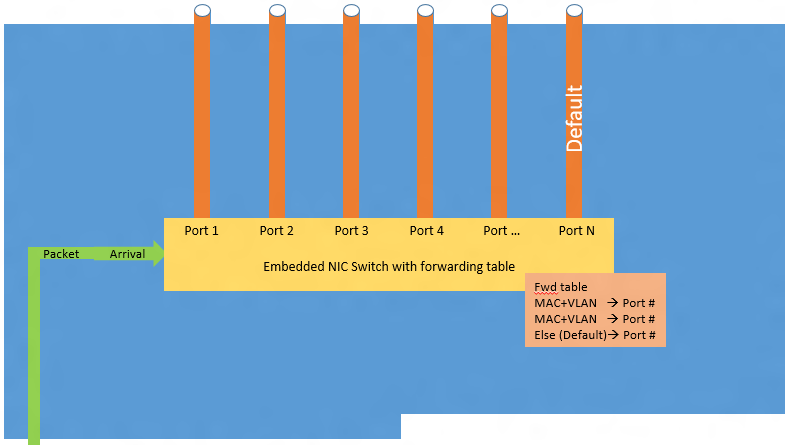 Default
Port 1 Port 2 Port 3 Port 4 Port ... Port N
Packet Arrival
Embedded NIC Switch with forwarding table
Fwd table
MAC+VLAN → Port #
MAC+VLAN → Port #
Else (Default)→ Port #